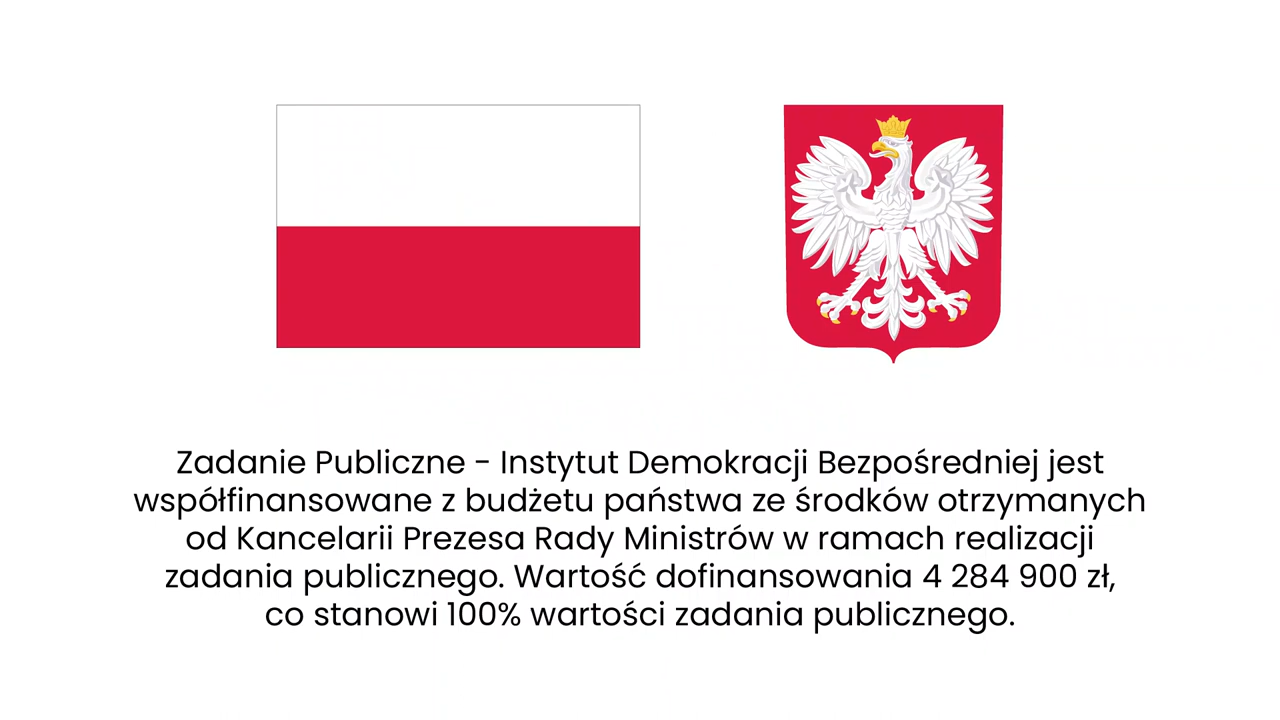 Zadanie Publiczne - Instytut Demokracji Bezpośredniej jest
współfinansowane z budżetu państwa ze środków otrzymanych
od Kancelarii Prezesa Rady Ministrów w ramach realizacji
zadania publicznego. Wartość dofinansowania 4 284 900 zł,
co stanowi 100% wartości zadania publicznego.